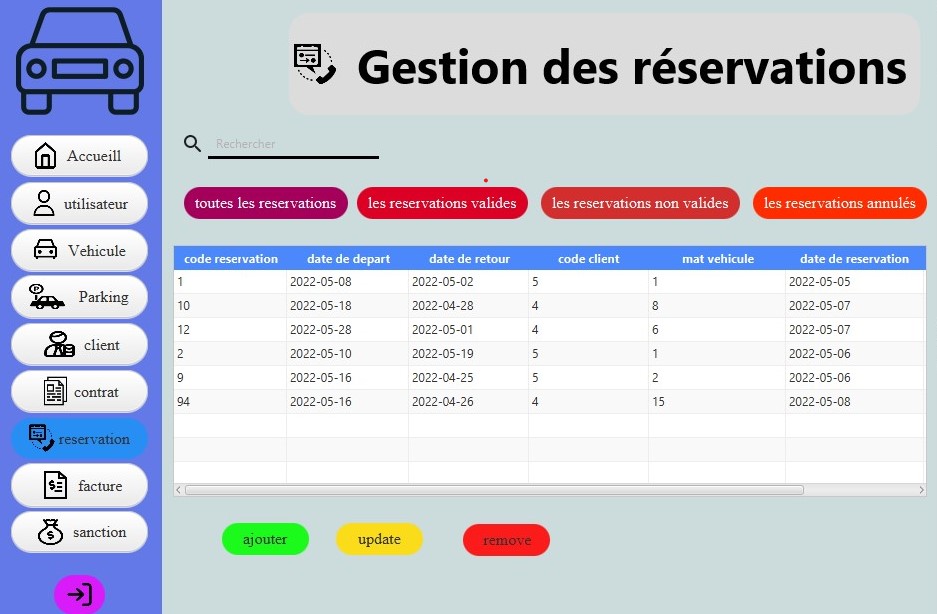 Gestion des réservations
Rechercher
Accueill
utilisateur
Vehicule
Parking
client
contrat
reservation
facture
sanction
toutes les reservations les reservations valides les reservations non valides les reservations annulés
code reservation date de depart date de retour code client mat vehicule date de reservation
1 2022-05-08 2022-05-02 5 1 2022-05-05
10 2022-05-18 2022-04-28 4 8 2022-05-07
12 2022-05-28 2022-05-01 4 6 2022-05-07
2 2022-05-10 2022-05-19 5 1 2022-05-06
9 2022-05-16 2022-04-25 5 2 2022-05-06
94 2022-05-16 2022-04-26 4 15 2022-05-08
ajouter update remove